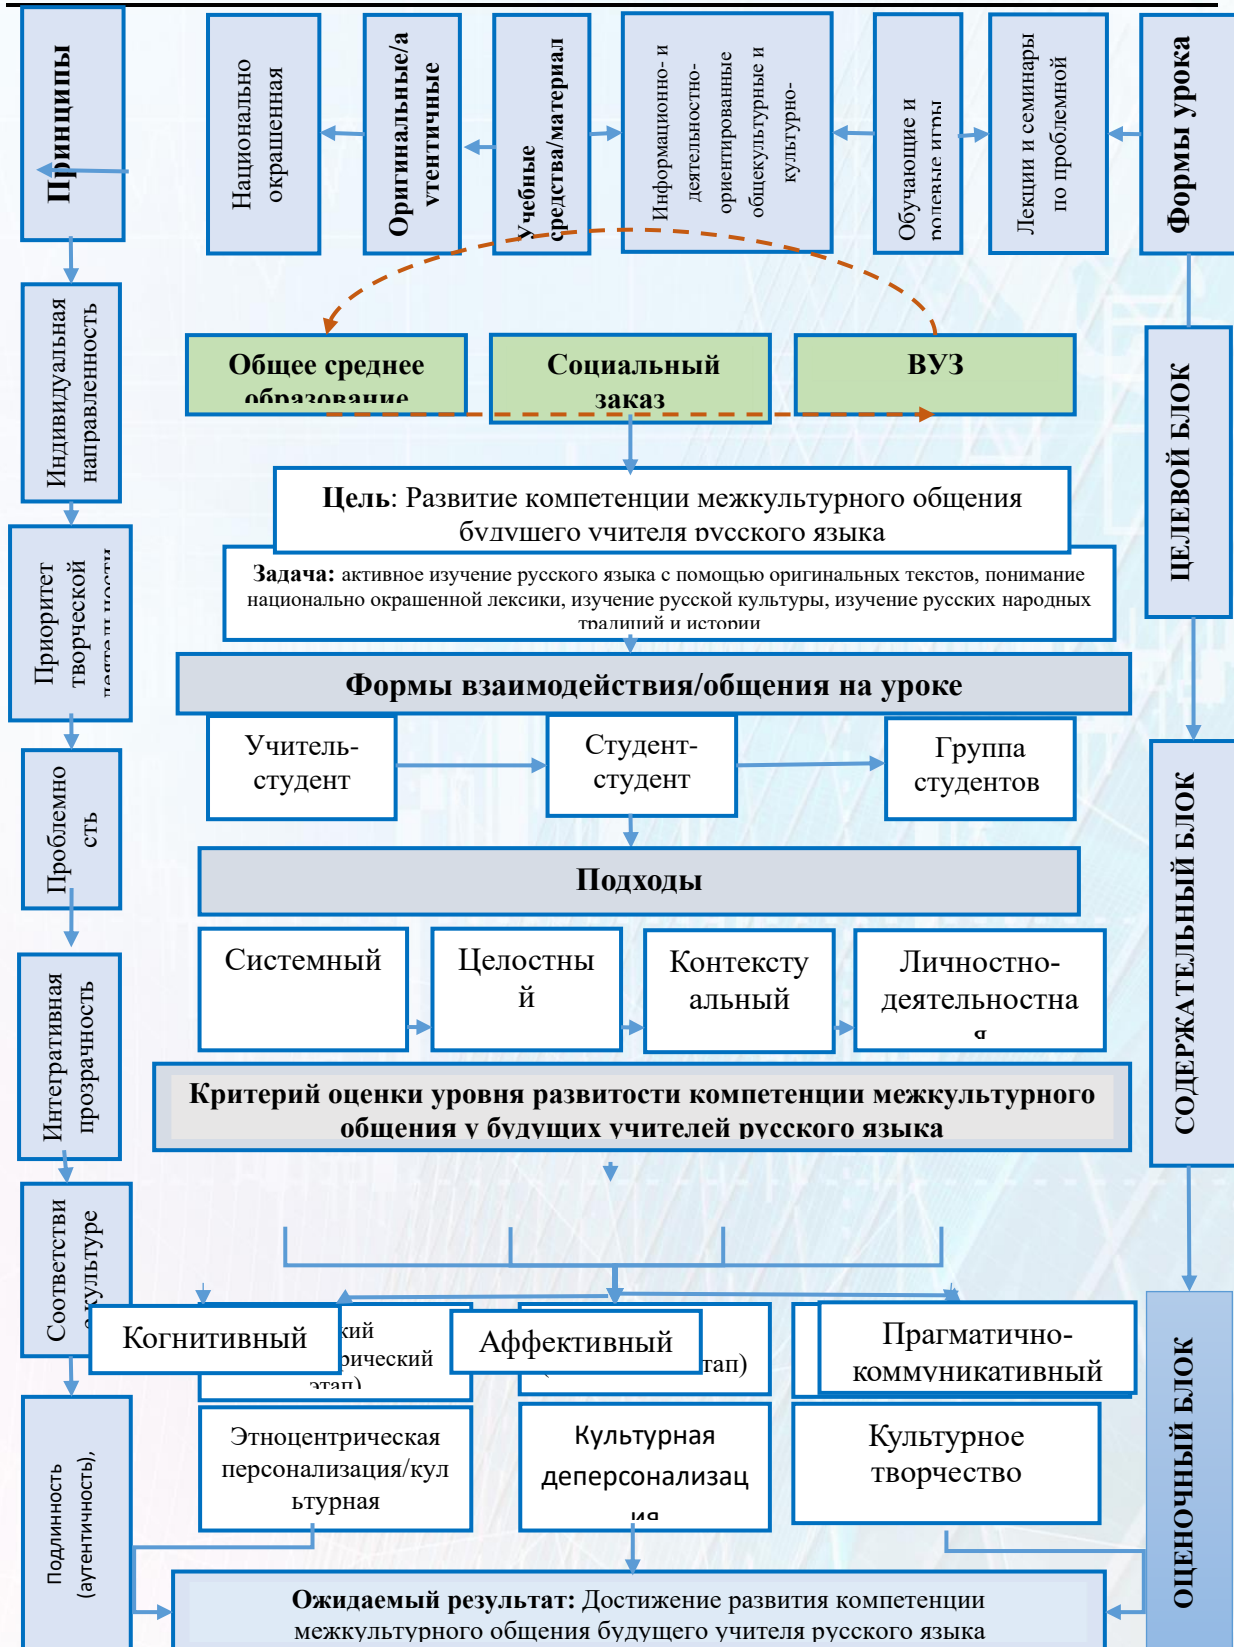 Принципы
Национально
окрашенная
Оригинальные/а
утентичные
Учебные
средства/материал
Информационно- и
деятельностно-
ориентированные
общекультурные и
культурно-
Обучающие и
ролевые игры
Лекции и семинары
по проблемной
Формы урока
Индивидуальная
направленность
Приоритет
творческой
деятельности
Проблемно
сть
Интегративная
прозрачность
Соответстви
е культуре
Подлинность
(аутентичность),
Общее среднее
образование
Социальный
заказ
ВУЗ
Цель: Развитие компетенции межкультурного общения
будущего учителя русского языка
Задача: активное изучение русского языка с помощью оригинальных текстов, понимание
национально окрашенной лексики, изучение русской культуры, изучение русских народных
традиций и истории
Формы взаимодействия/общения на уроке
Учитель-
студент
Студент-
студент
Группа
студентов
Подходы
Системный
Целостны
й
Контексту
альный
Личностно-
деятельностна
я
Критерий оценки уровня развитости компетенции межкультурного
общения у будущих учителей русского языка
Когнитивный
кий
рический
этап)
Аффективный
тап)
Прагматично-
коммуникативный
Этноцентрическая
персонализация/кул
ьтурная
Культурная
деперсонализац
ия
Культурное
творчество
Ожидаемый результат: Достижение развития компетенции
межкультурного общения будущего учителя русского языка
ЦЕЛЕВОЙ БЛОК
СОДЕРЖАТЕЛЬНЫЙ БЛОК
ОЦЕНОЧНЫЙ БЛОК